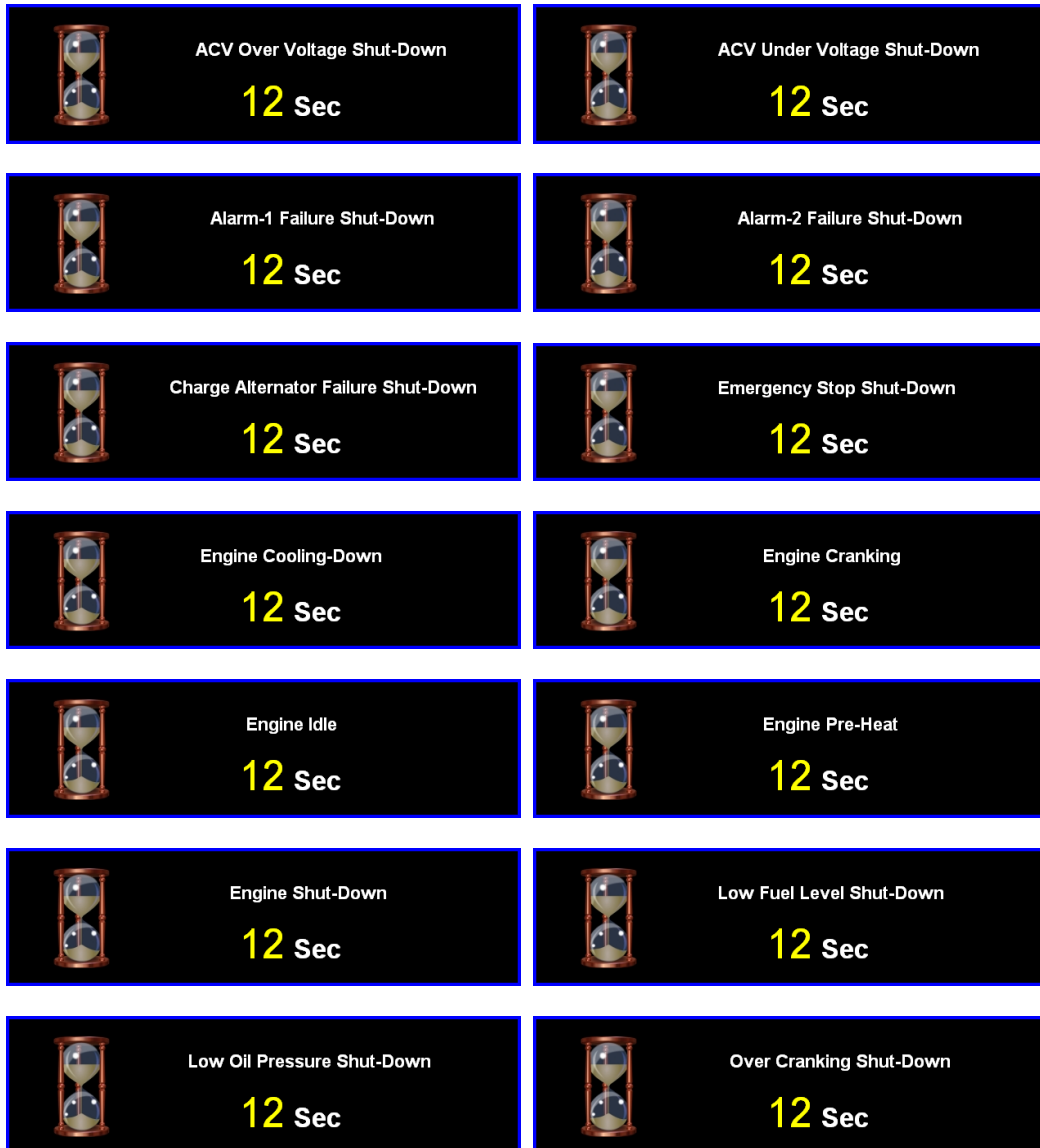 ACV Over Voltage Shut-Down
12 Sec
ACV Under Voltage Shut-Down
12 Sec
Alarm-1 Failure Shut-Down
12 Sec
Alarm-2 Failure Shut-Down
12 Sec
Charge Alternator Failure Shut-Down
12 Sec
Emergency Stop Shut-Down
12 Sec
Engine Cooling-Down
12 Sec
Engine Cranking
12 Sec
Engine Idle
12 Sec
Engine Pre-Heat
12 Sec
Engine Shut-Down
12 Sec
Low Fuel Level Shut-Down
12 Sec
Low Oil Pressure Shut-Down
12 Sec
Over Cranking Shut-Down
12 Sec